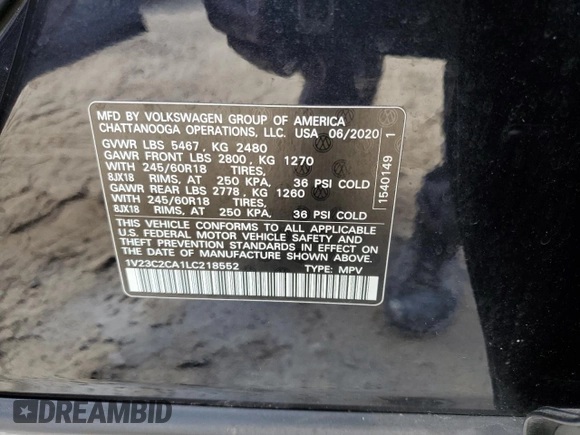 MFD BY VOLKSWAGEN GROUP OF AMERICA
CHATTANOOGA OPERATIONS, LLC. USA 06/2020
GVWR LBS 5467, KG 2480
GAWR FRONT LBS 2800, KG 1270
WITH 245/60R18 TIRES,
8JX18 RIMS, AT 250 KPA, 36 PSI COLD
GAWR REAR LBS 2778, KG 1260
WITH 245/60R18 TIRES,
8JX18 RIMS, AT 250 KPA, 36 PSI COLD
THIS VEHICLE CONFORMS TO ALL APPLICABLE
U.S. FEDERAL MOTOR VEHICLE SAFETY AND
THEFT PREVENTION STANDARDS IN EFFECT ON
THE DATE OF MANUFACTURE SHOWN ABOVE.
1V23C2CA1LC218552 TYPE: MPV
1540149 1
DREAMBID